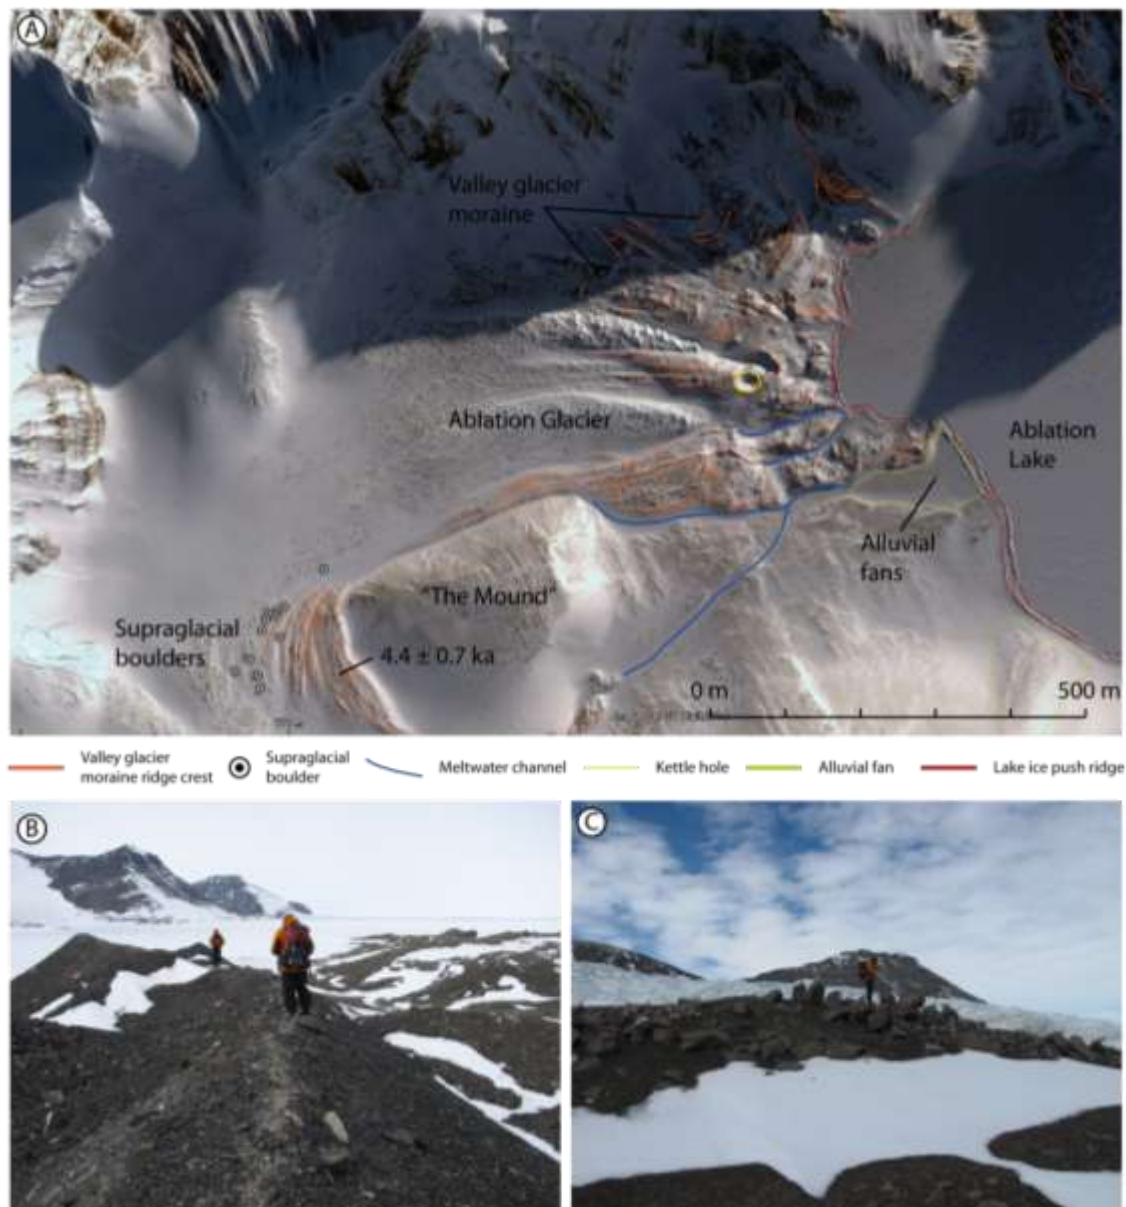 A
Valley glacier
moraine
Ablation Glacier
Ablation
Lake
Alluvial
fans
"The Mound"
Supraglacial
boulders
4.4 ± 0.7 ka
0 m
500 m
Valley glacier
moraine ridge crest
Supraglacial
boulder
Meltwater channel
Kettle hole
Alluvial fan
Lake ice push ridge
B
C